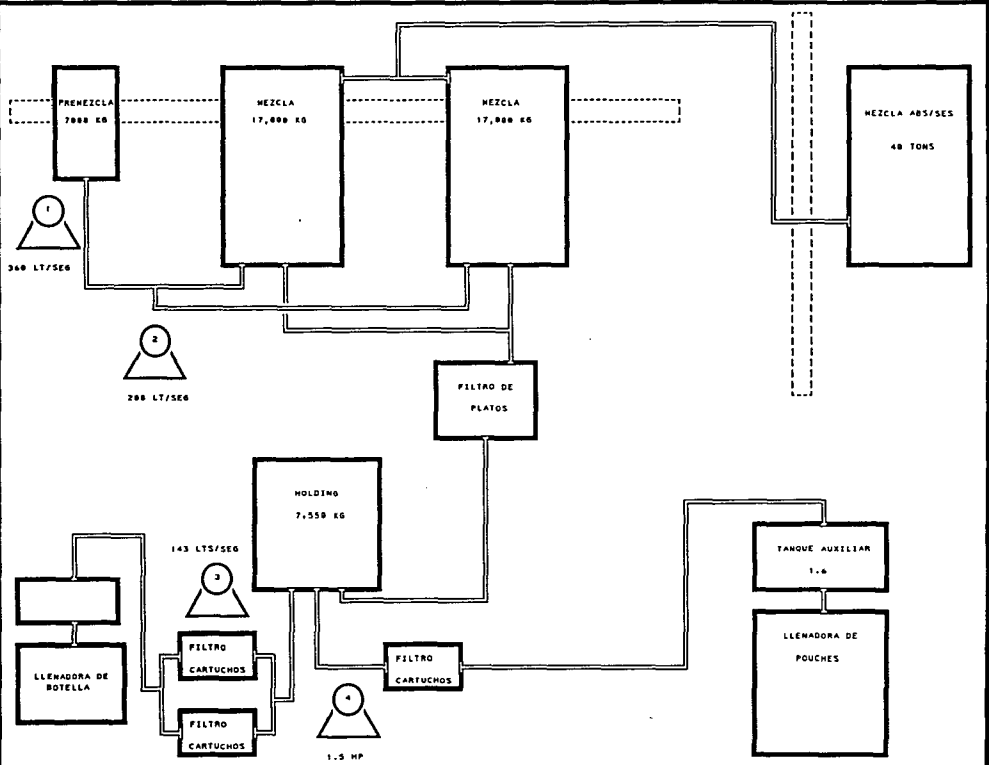 PREMEZCLA
7000 KG
MEZCLA
17,000 KG
MEZCLA
17,000 KG
MEZCLA ABS/SES
40 TONS
1
360 LT/SEG
2
208 LT/SEG
FILTRO DE
PLATOS
HOLDING
7,550 KG
143 LTS/SEG
3
TANQUE AUXILIAR
1.6
LLENADORA DE
POUCHES
FILTRO
CARTUCHOS
FILTRO
CARTUCHOS
LLENADORA DE
BOTELLA
FILTRO
CARTUCHOS
4
1.5 HP